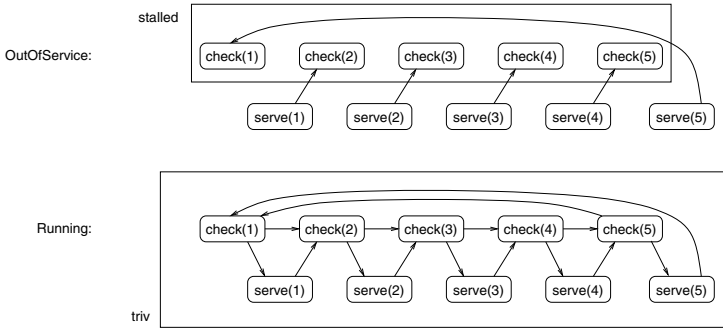 stalled
OutOfService:
check(1) check(2) check(3) check(4) check(5)
serve(1) serve(2) serve(3) serve(4) serve(5)
Running:
check(1) check(2) check(3) check(4) check(5)
serve(1) serve(2) serve(3) serve(4) serve(5)
triv